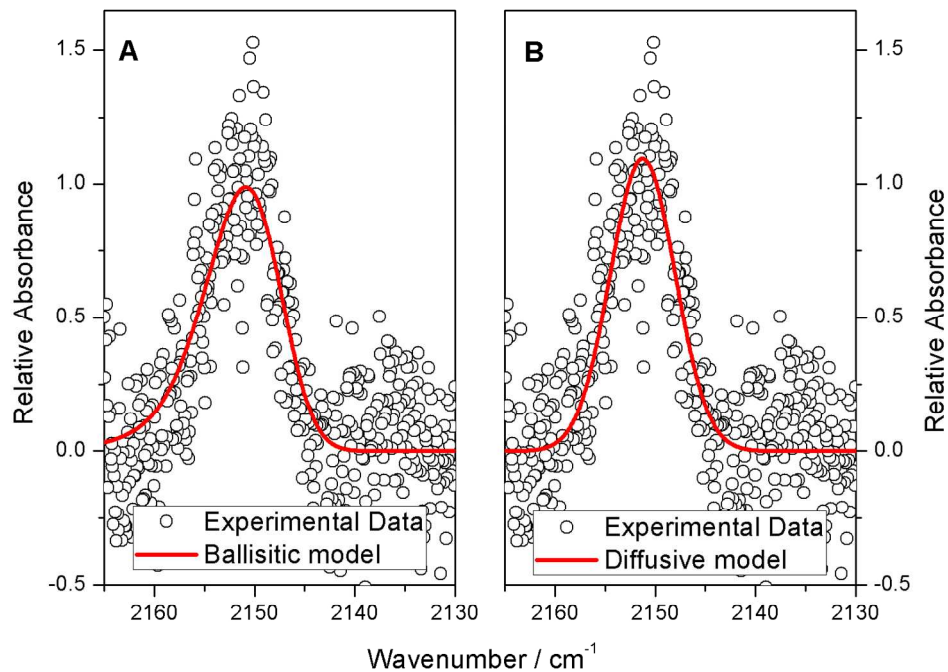 A
B
1.5
1.0
0.5
0.0
-0.5
1.5
1.0
0.5
0.0
-0.5
Relative Absorbance
Relative Absorbance
Experimental Data
Ballisitic model
Experimental Data
Diffusive model
2160 2150 2140 2130
2160 2150 2140 2130
Wavenumber / cm⁻¹